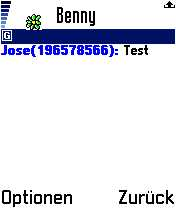 Benny
G
Jose(196578566): Test
Optionen Zurück